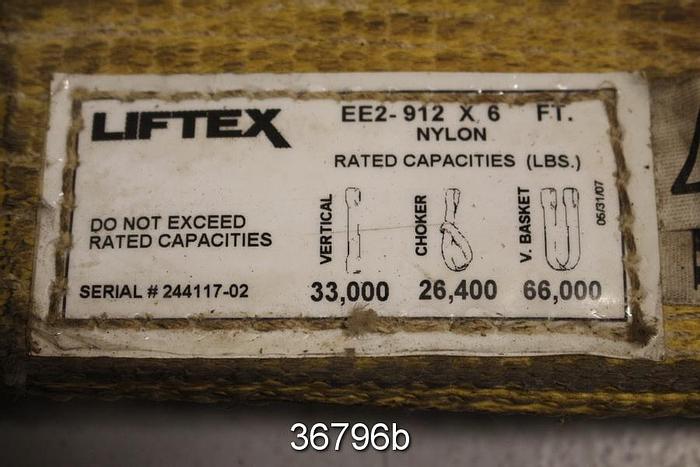 LIFTEX
EE2-912 X 6 FT.
NYLON
RATED CAPACITIES (LBS.)
DO NOT EXCEED
RATED CAPACITIES
VERTICAL
CHOKER
V. BASKET
05/31/07
SERIAL # 244117-02
33,000 26,400 66,000
36796b